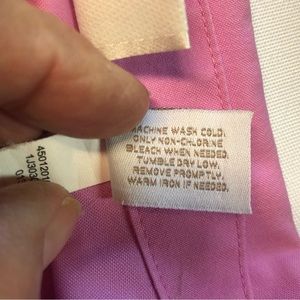 MACHINE WASH COLD.
ONLY NON-CHLORINE
BLEACH WHEN NEEDED.
TUMBLE DRY LOW.
REMOVE PROMPTLY.
WARM IRON IF NEEDED.